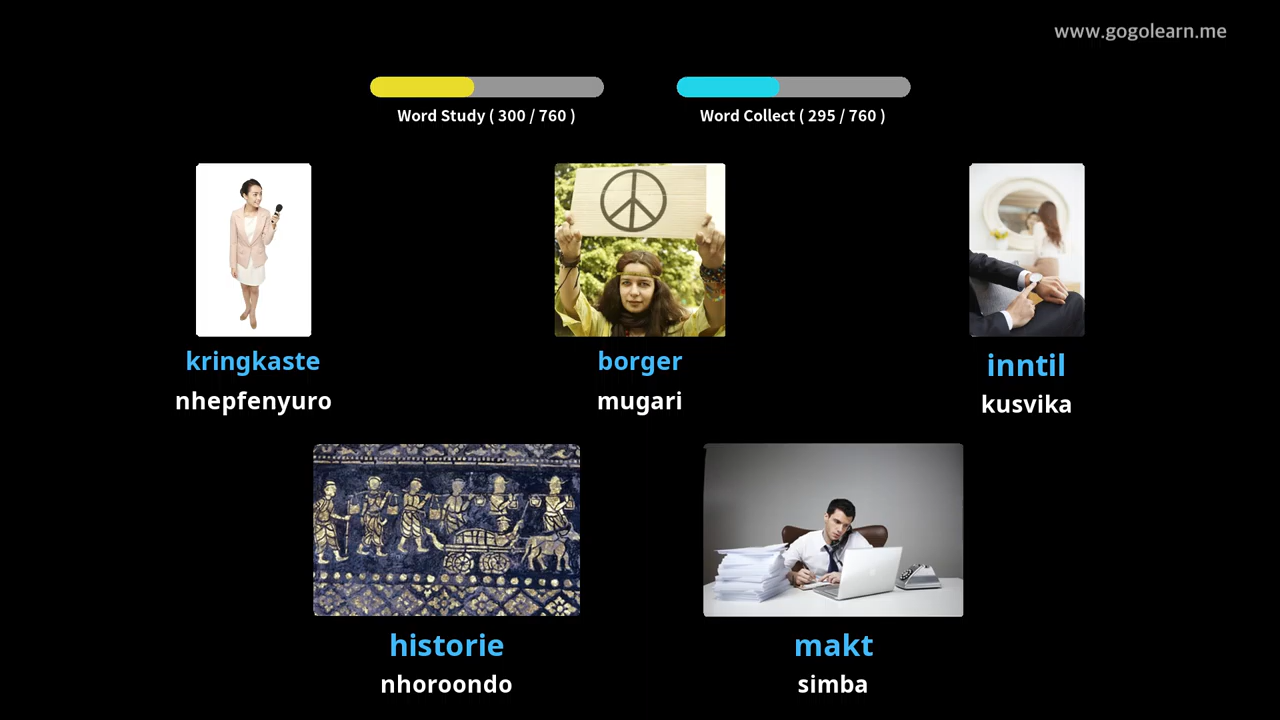 www.gogolearn.me
Word Study ( 300 / 760 )
Word Collect ( 295 / 760 )
kringkaste
nhepfenyuro
borger
mugari
inntil
kusvika
historie
nhoroondo
makt
simba